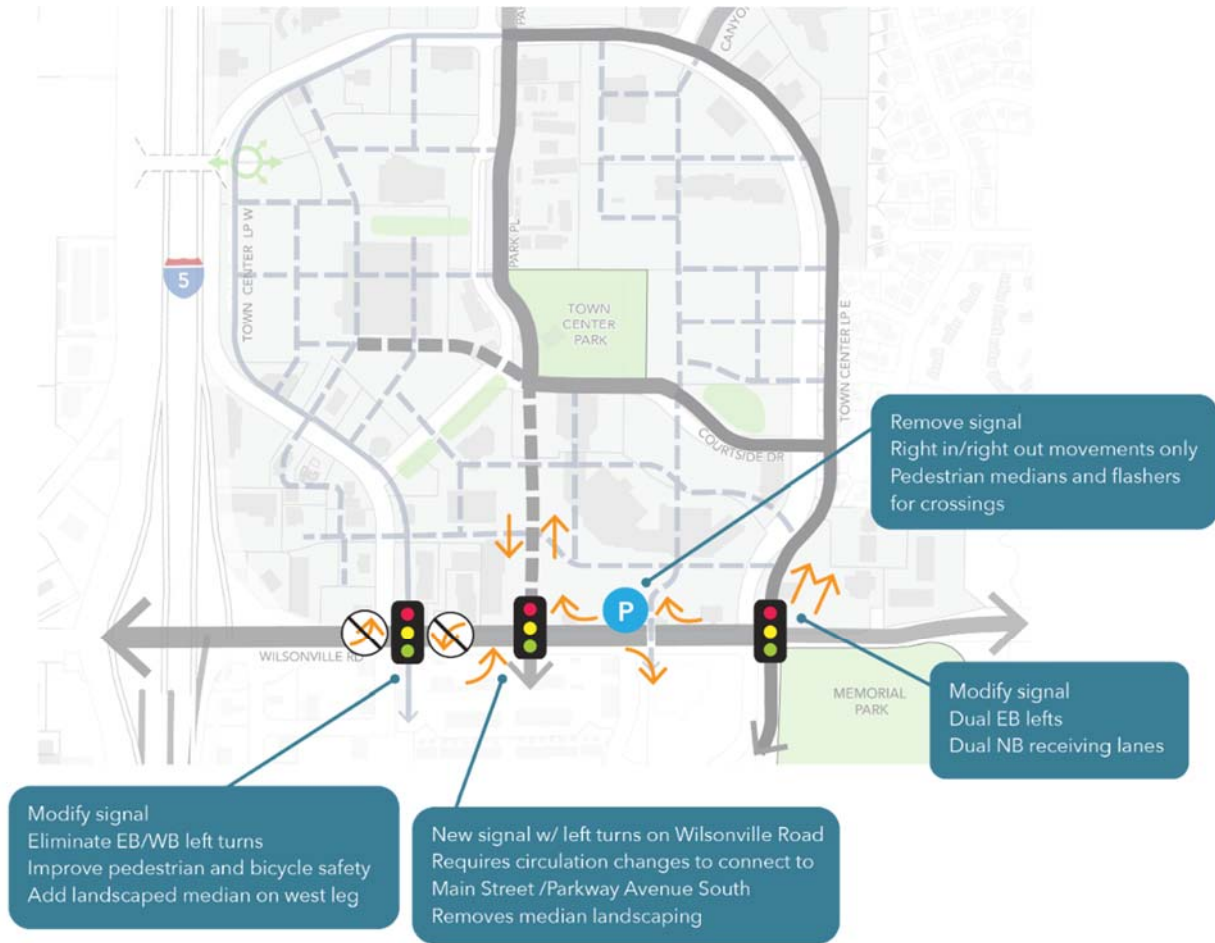 PA
CANYO
5
TOWN CENTER LP W
PARK PL
TOWN
CENTER
PARK
TOWN CENTER LP E
COURTSIDE DR
Remove signal
Right in/right out movements only
Pedestrian medians and flashers
for crossings
P
WILSONVILLE RD
MEMORIAL
PARK
Modify signal
Dual EB lefts
Dual NB receiving lanes
Modify signal
Eliminate EB/WB left turns
Improve pedestrian and bicycle safety
Add landscaped median on west leg
New signal w/ left turns on Wilsonville Road
Requires circulation changes to connect to
Main Street /Parkway Avenue South
Removes median landscaping